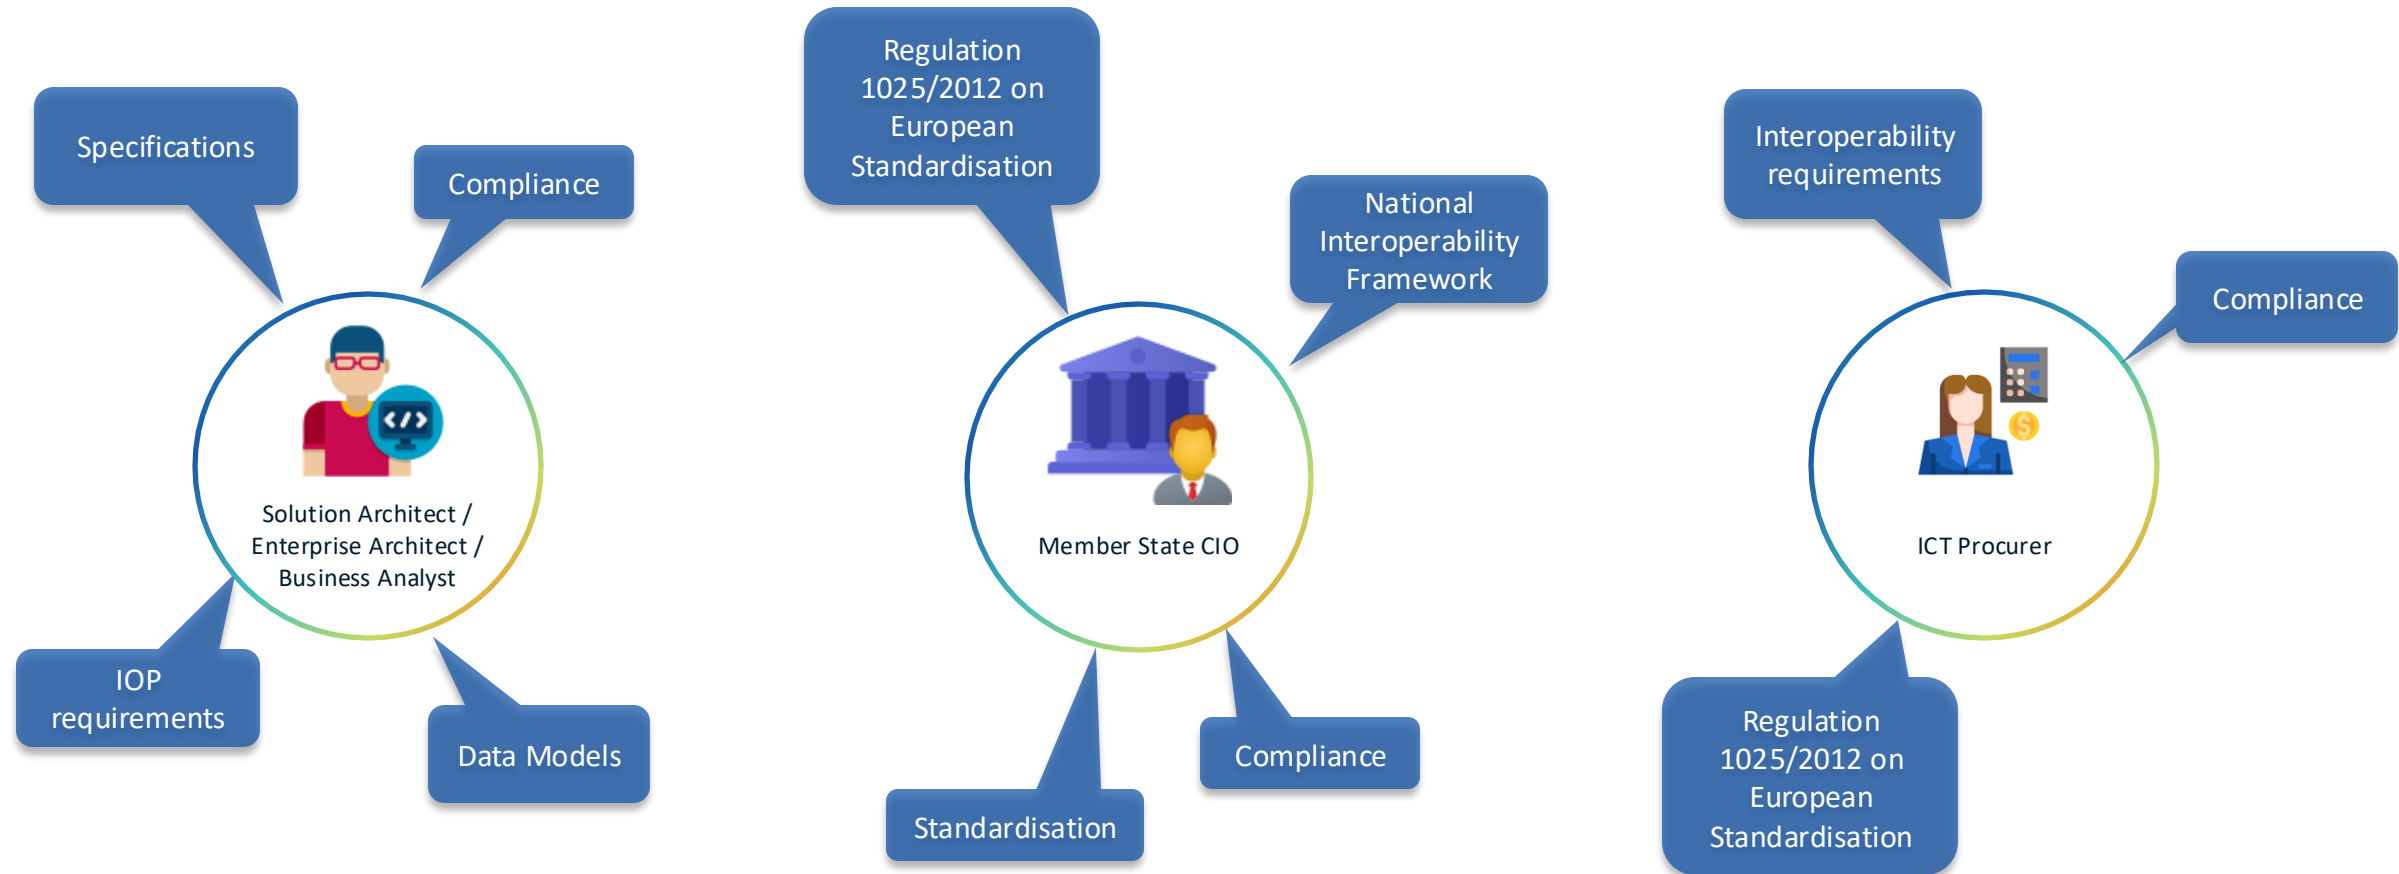 Specifications
Compliance
Solution Architect /
Enterprise Architect /
Business Analyst
IOP
requirements
Data Models
Regulation
1025/2012 on
European
Standardisation
National
Interoperability
Framework
Member State CIO
Standardisation
Compliance
Interoperability
requirements
Compliance
ICT Procurer
Regulation
1025/2012 on
European
Standardisation